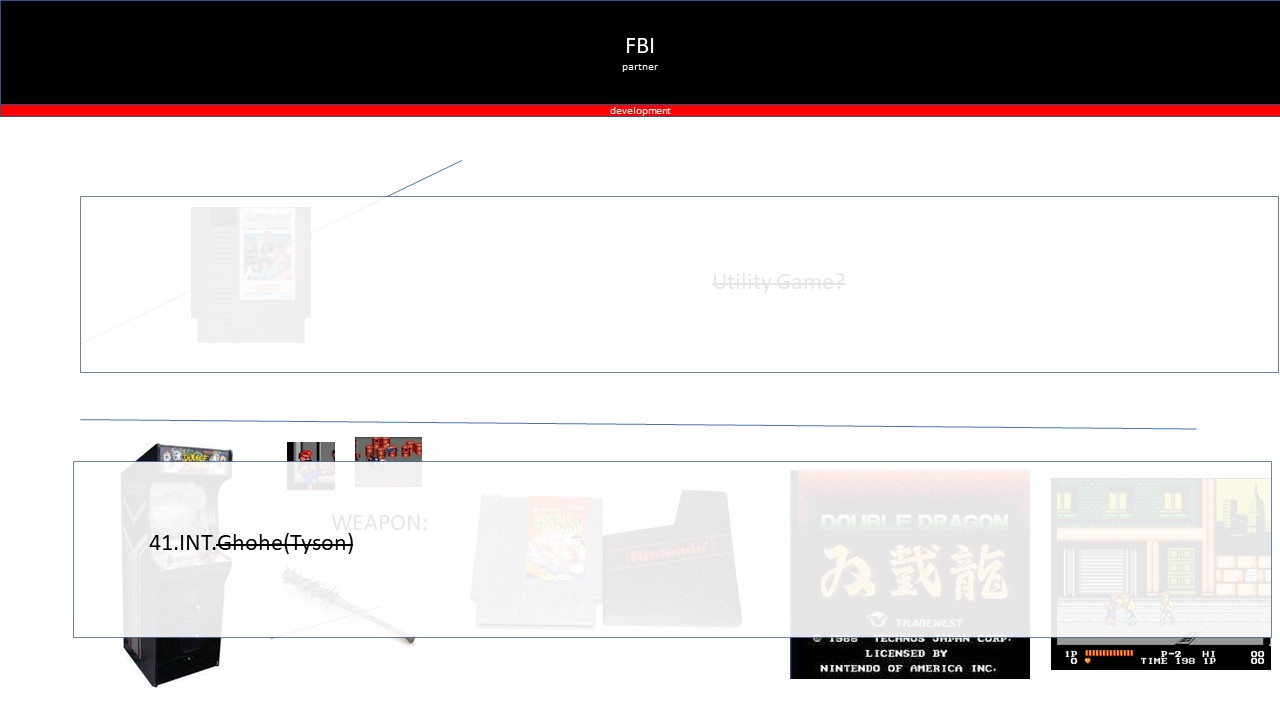 FBI
partner
development
Utility Game?
WEAPON:
41.INT.Ghohe(Tyson)
Nintendo
DOUBLE DRAGON
双截龍
TRADEWEST
© 1988 TECHNOS JAPAN CORP.
LICENSED BY
NINTENDO OF AMERICA INC.
1P P-2 HI 00
0 TIME 198 1P 00